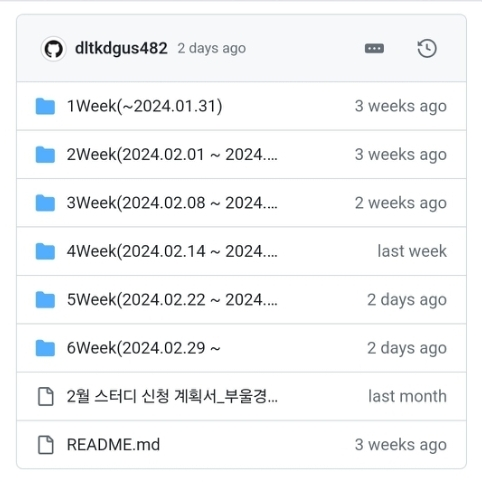 dltkdgus482 2 days ago
1Week(~2024.01.31) 3 weeks ago
2Week(2024.02.01 ~ 2024.... 3 weeks ago
3Week(2024.02.08 ~ 2024.... 2 weeks ago
4Week(2024.02.14 ~ 2024.... last week
5Week(2024.02.22 ~ 2024.... 2 days ago
6Week(2024.02.29 ~ 2 days ago
2월 스터디 신청 계획서_부울경... last month
README.md 3 weeks ago